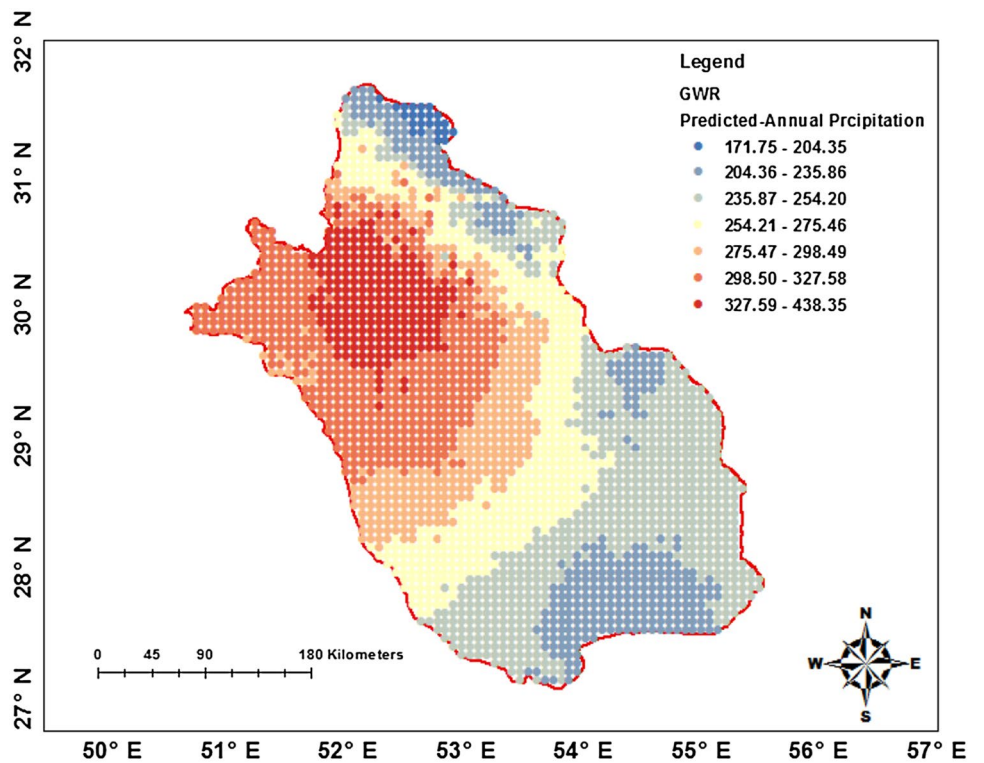 Legend
GWR
Predicted-Annual Prcipitation
171.75 - 204.35
204.36 - 235.86
235.87 - 254.20
254.21 - 275.46
275.47 - 298.49
298.50 - 327.58
327.59 - 438.35
32° N
31° N
30° N
29° N
28° N
27° N
0 45 90 180 Kilometers
N
W E
S
50° E 51° E 52° E 53° E 54° E 55° E 56° E 57° E